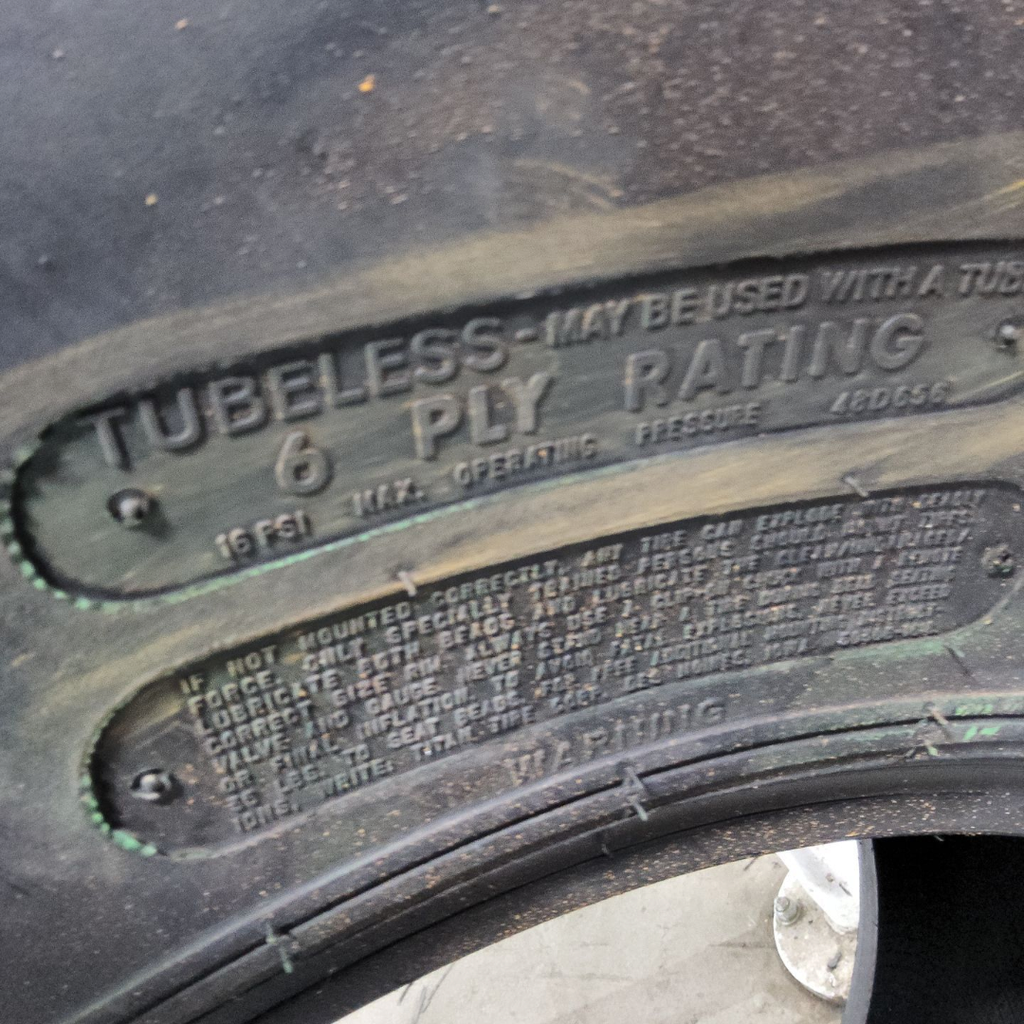 TUBELESS - MAY BE USED WITH A TUBE
6 PLY RATING
16 PSI MAX. OPERATING PRESSURE 48D656
IF NOT MOUNTED CORRECTLY, ANY TIRE CAN EXPLODE WITH DEADLY
FORCE. ONLY SPECIALLY TRAINED PERSONS SHOULD MOUNT TIRES.
LUBRICATE BOTH BEADS AND LUBRICATE THE
CORRECT SIZE RIM. ALWAYS USE A CLIP-ON CHUCK WITH A REMOTE
VALVE AND GAUGE. NEVER STAND NEAR A TIRE DURING BEAD SEATING
OR FINAL INFLATION. TO AVOID FATAL EXPLOSIONS, NEVER EXCEED
LBS. TO SEAT BEADS. FOR FREE ADDITIONAL MOUNTING
WRITE: TITAN TIRE DES MOINES, IOWA
WARNING